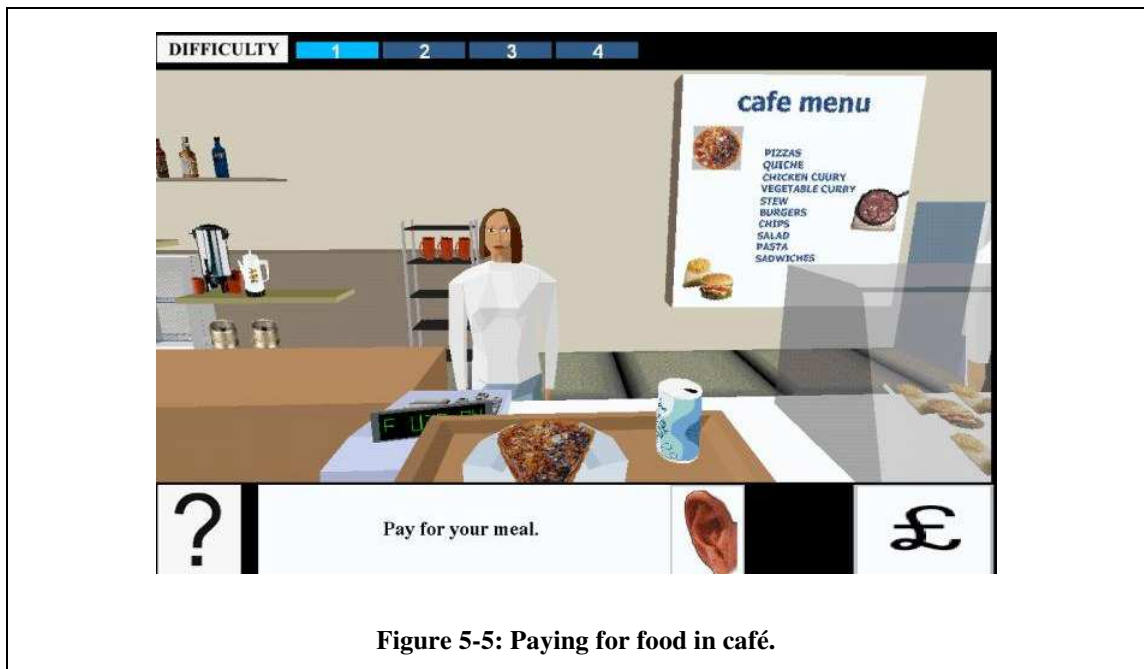 DIFFICULTY 1 2 3 4
cafe menu
PIZZAS
QUICHE
CHICKEN CUURY
VEGETABLE CURRY
STEW
BURGERS
CHIPS
SALAD
PASTA
SADWICHES
? Pay for your meal. £
Figure 5-5: Paying for food in café.